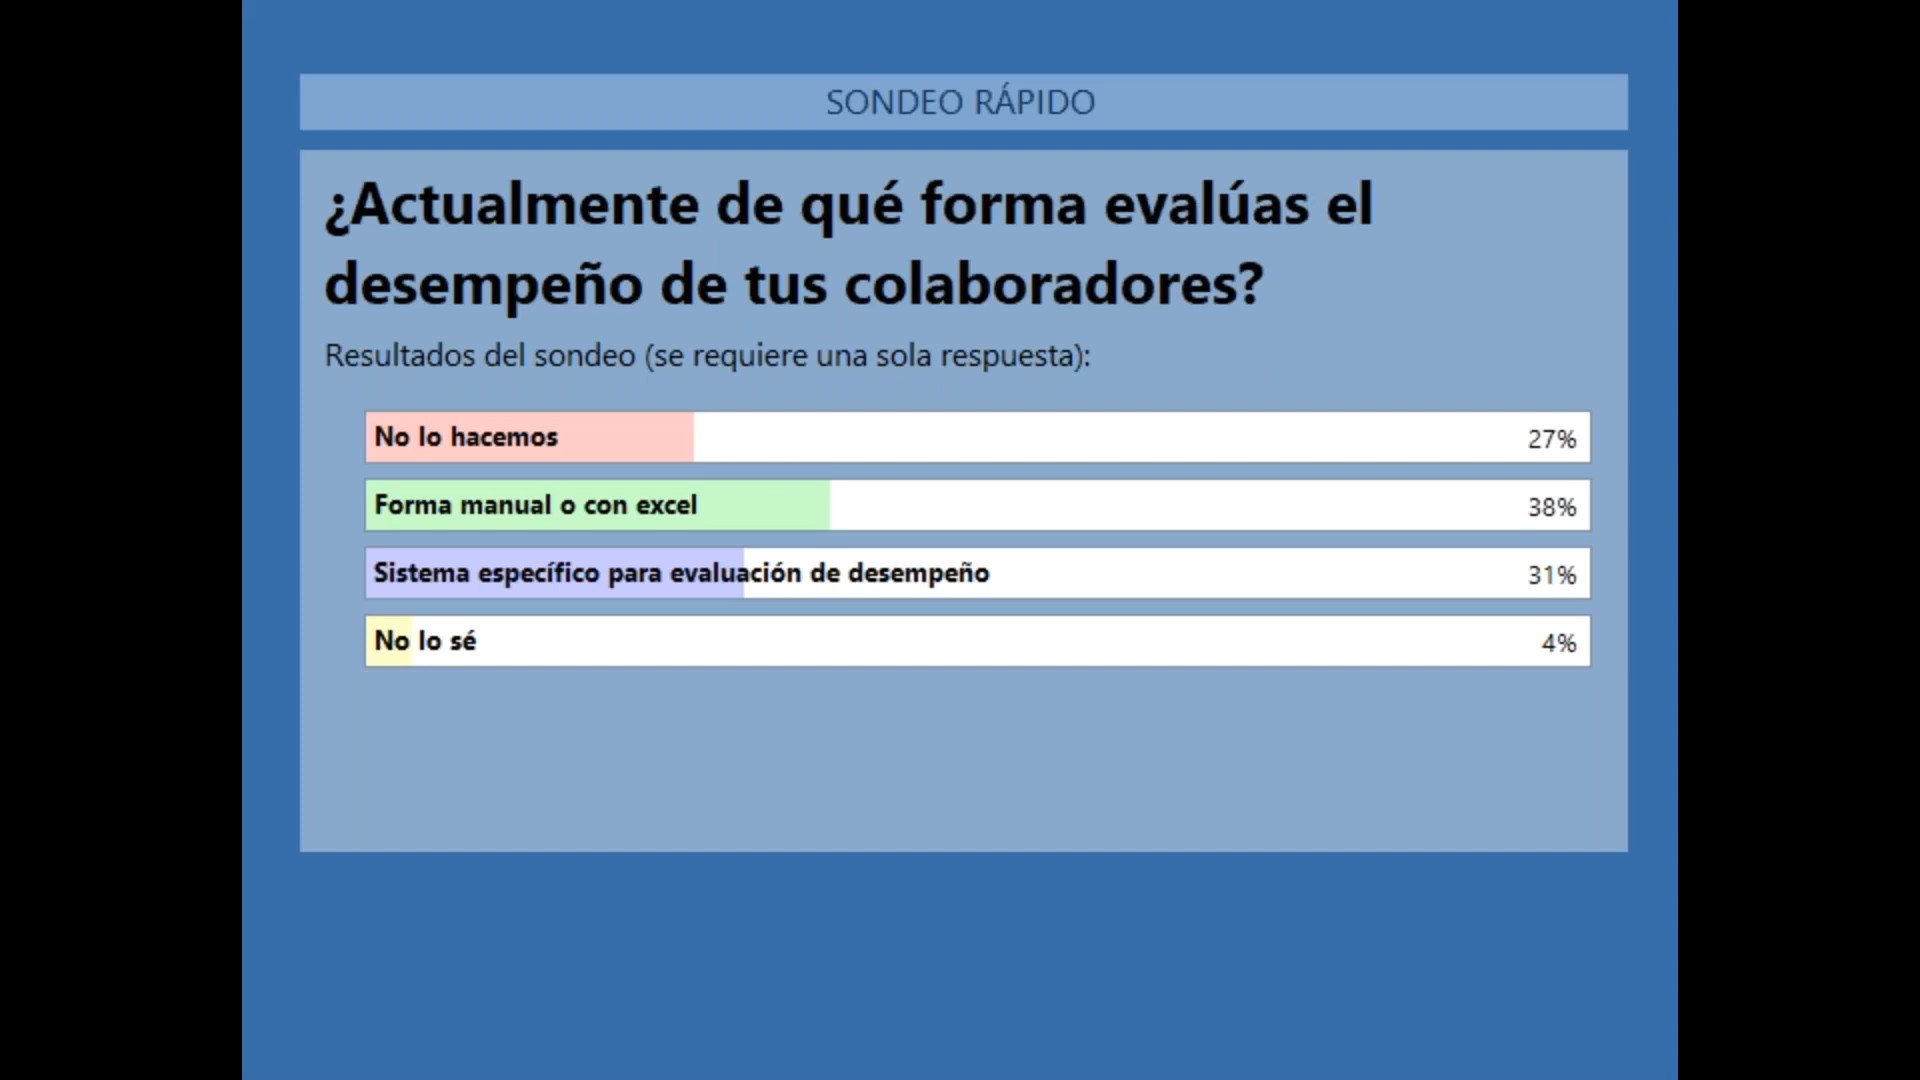 SONDEO RÁPIDO
¿Actualmente de qué forma evalúas el
desempeño de tus colaboradores?
Resultados del sondeo (se requiere una sola respuesta):
No lo hacemos 27%
Forma manual o con excel 38%
Sistema específico para evaluación de desempeño 31%
No lo sé 4%